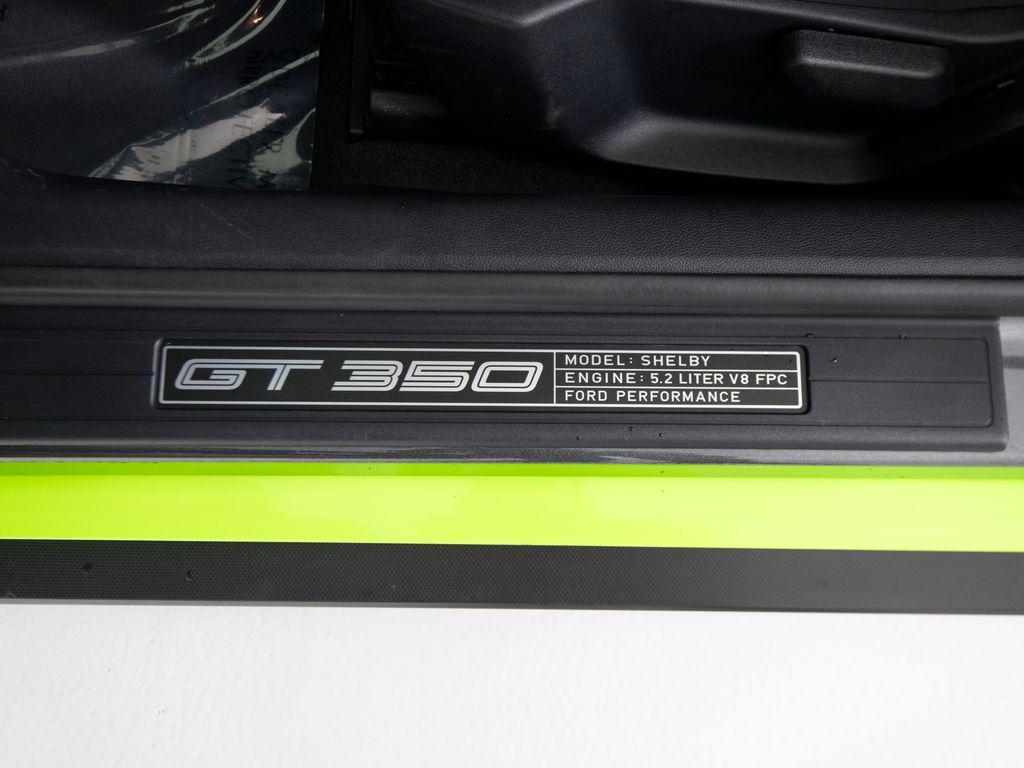 GT 350
MODEL: SHELBY
ENGINE: 5.2 LITER V8 FPC
FORD PERFORMANCE